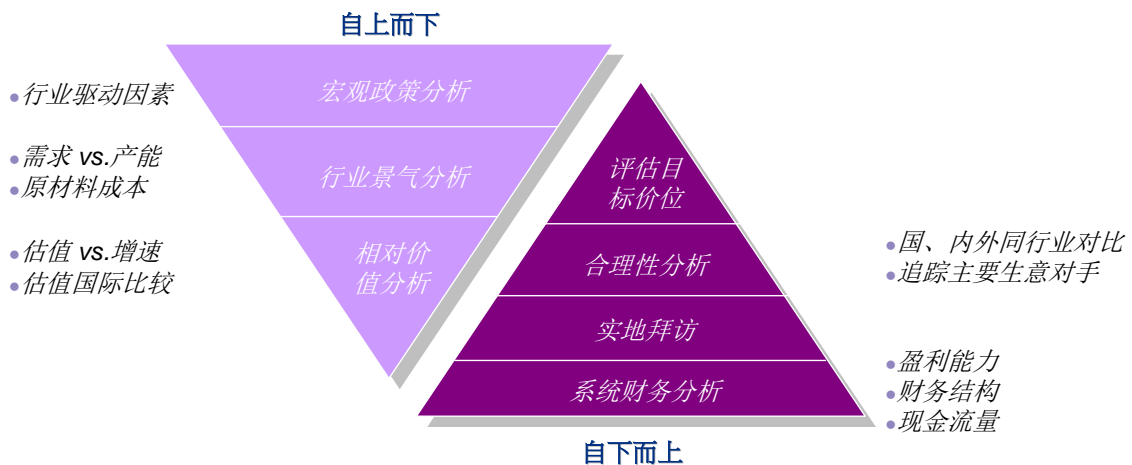 自上而下
行业驱动因素
需求 vs.产能
原材料成本
估值 vs.增速
估值国际比较
宏观政策分析
行业景气分析
相对价
值分析
评估目
标价位
合理性分析
实地拜访
系统财务分析
国、内外同行业对比
追踪主要生意对手
盈利能力
财务结构
现金流量
自下而上